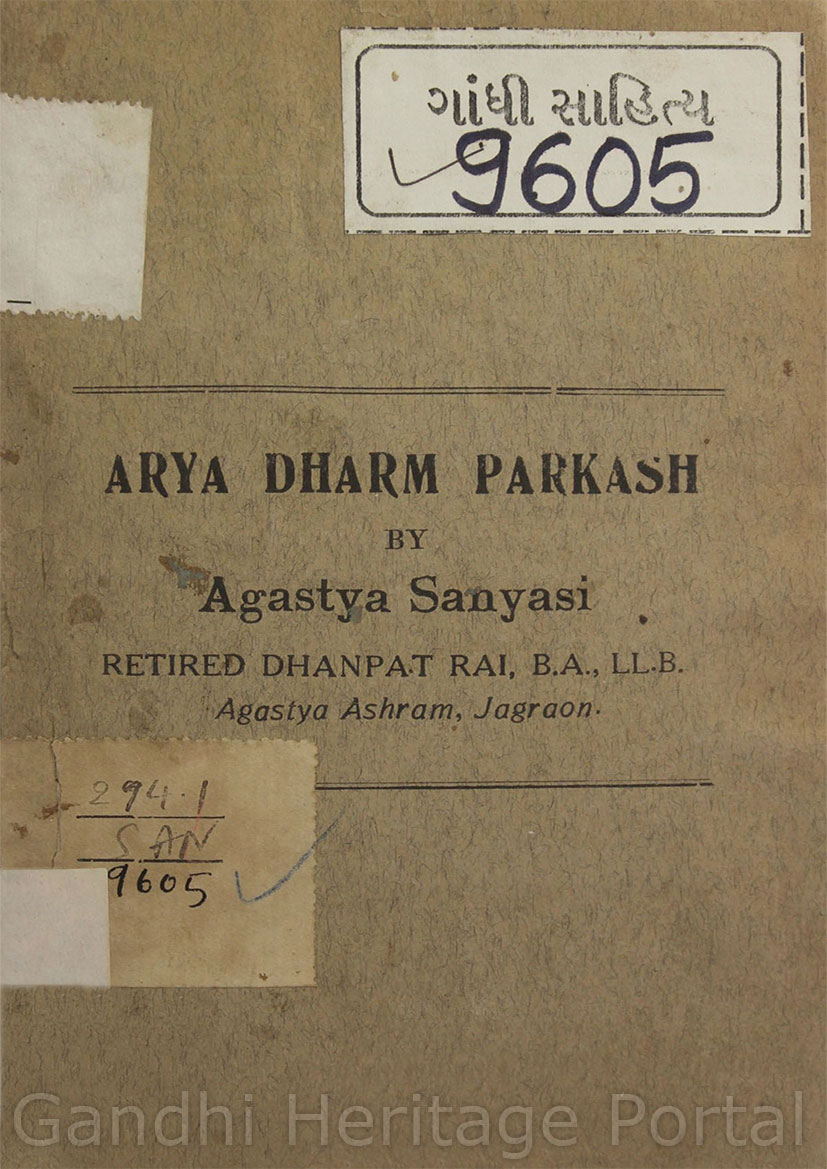 ગાંધી સાહિત્ય
9605
ARYA DHARM PARKASH
BY
Agastya Sanyasi
RETIRED DHANPAT RAI, B.A., LL.B.
Agastya Ashram, Jagraon.
294.1
SAN
9605
Gandhi Heritage Portal